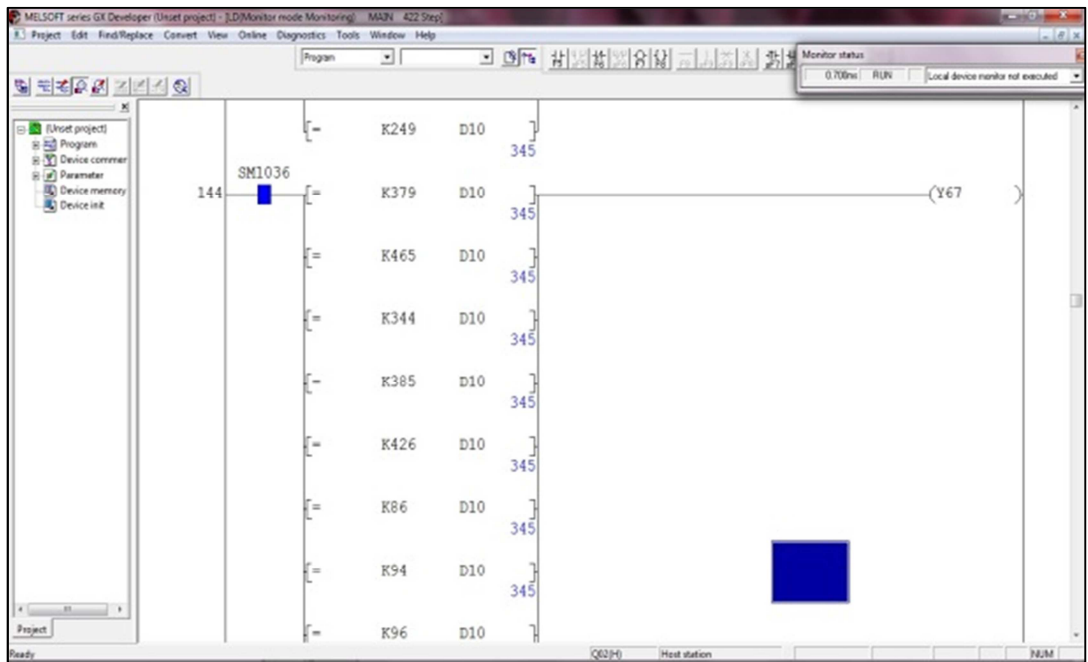 MELSOFT series GX Developer (Unset project) - [LD(Monitor mode Monitoring) MAIN 422 Step]
Project Edit Find/Replace Convert View Online Diagnostics Tools Window Help
Program
Monitor status
0.700ms RUN Local device monitor not executed
(Unset project)
Program
Device commer
Parameter
Device memory
Device init
Project
[= K249 D10 ]
345
SM1036
144 [= K379 D10 ] (Y67 )
345
[= K465 D10 ]
345
[= K344 D10 ]
345
[= K385 D10 ]
345
[= K426 D10 ]
345
[= K86 D10 ]
345
[= K94 D10 ]
345
[= K96 D10 ]
Ready Q02(H) Host station NUM